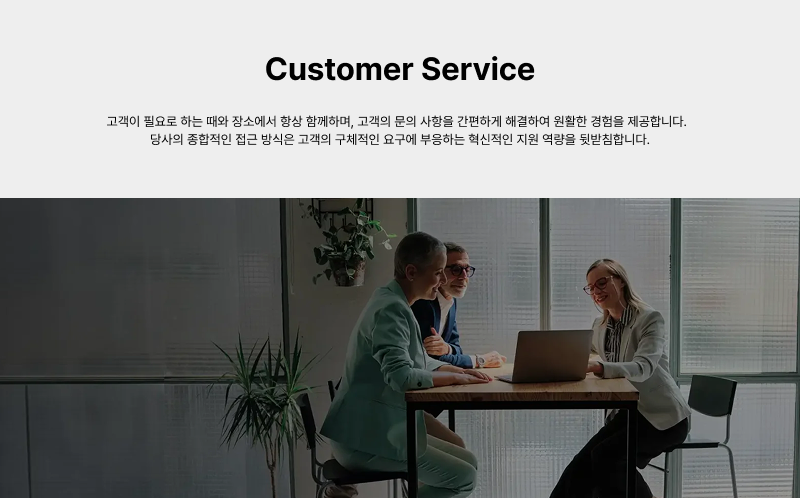 Customer Service
고객이 필요로 하는 때와 장소에서 항상 함께하며, 고객의 문의 사항을 간편하게 해결하여 원활한 경험을 제공합니다.
당사의 종합적인 접근 방식은 고객의 구체적인 요구에 부응하는 혁신적인 지원 역량을 뒷받침합니다.